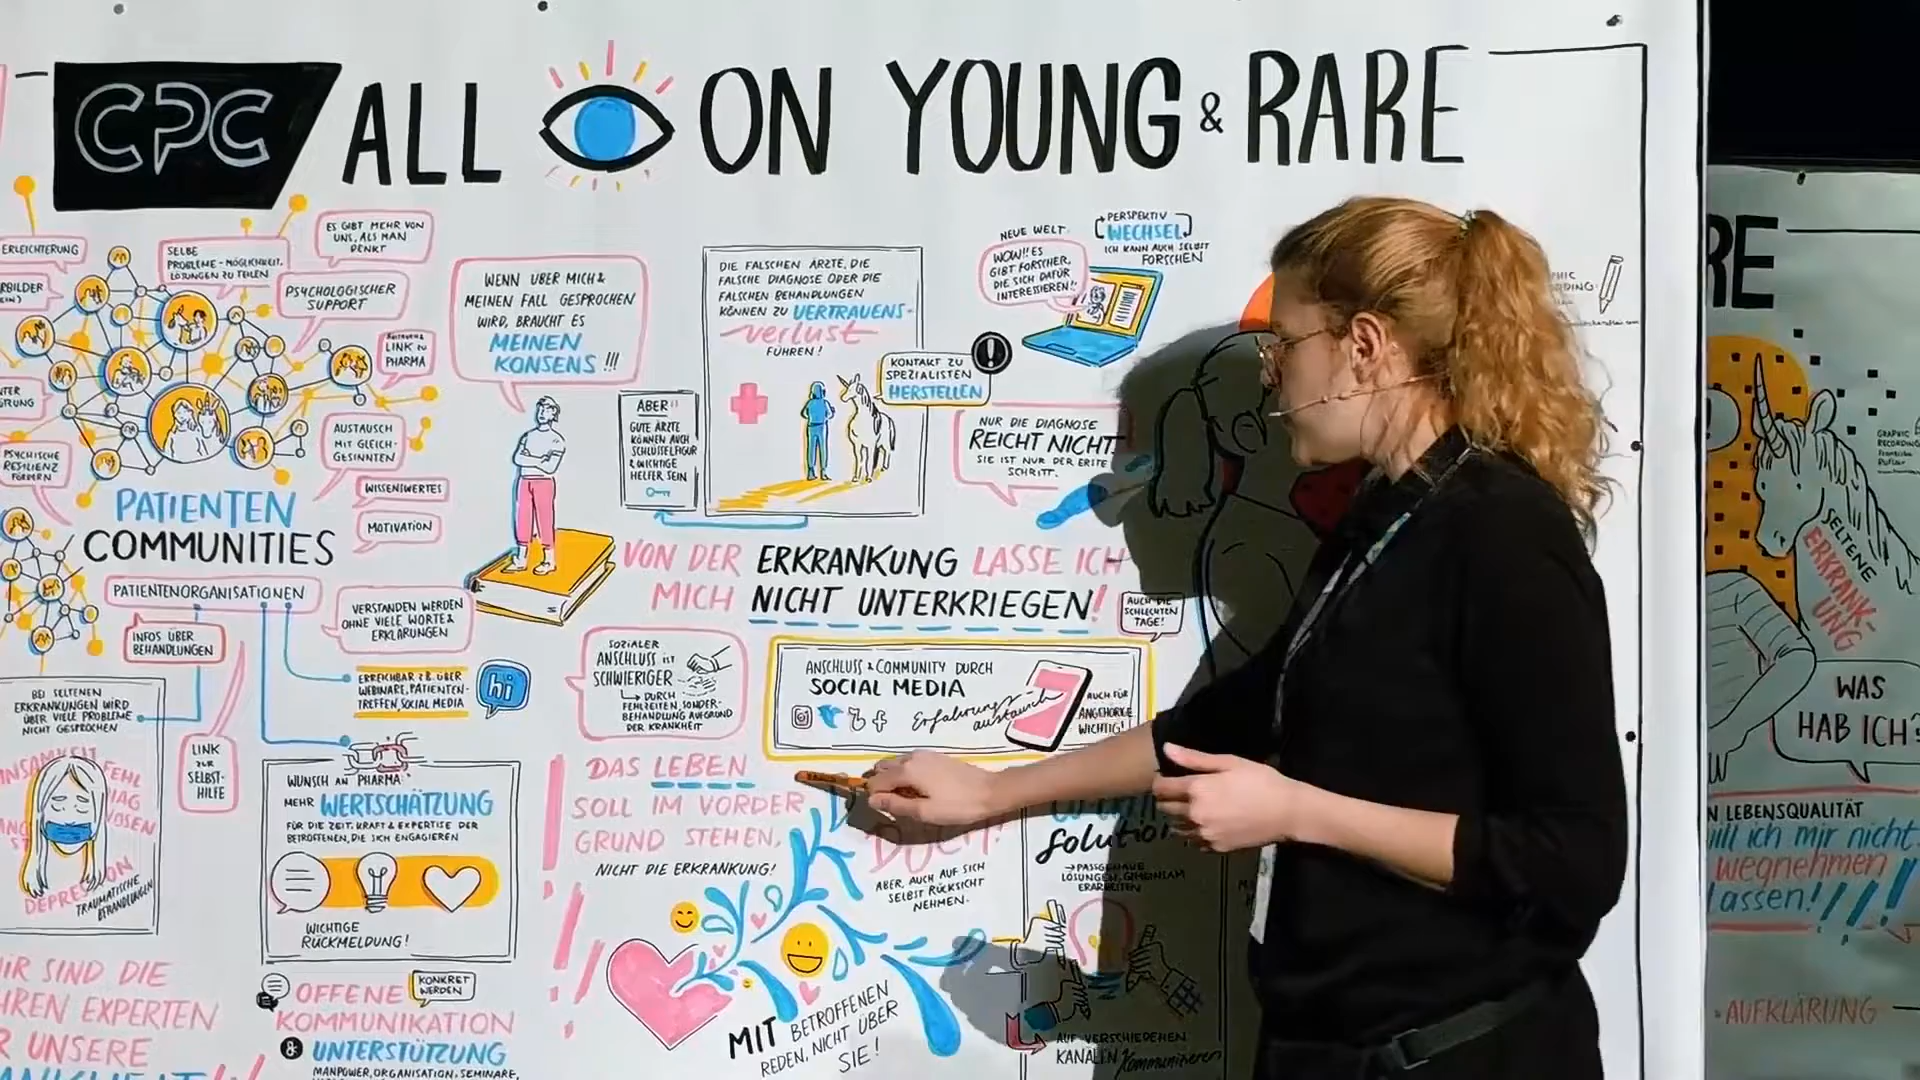 CPC ALL ON YOUNG & RARE
ERLEICHTERUNG
SELBE
PROBLEME - MÖGLICHKEIT,
LÖSUNGEN ZU TEILEN
ES GIBT MEHR VON
UNS, ALS MAN
DENKT
PSYCHOLOGISCHER
SUPPORT
LINK ZU
PHARMA
AUSTAUSCH
MIT GLEICH-
GESINNTEN
WISSENSWERTES
MOTIVATION
PSYCHISCHE
RESILIENZ
FÖRDERN
PATIENTEN
COMMUNITIES
PATIENTENORGANISATIONEN
INFOS ÜBER
BEHANDLUNGEN
VERSTANDEN WERDEN
OHNE VIELE WORTE &
ERKLÄRUNGEN
ERREICHBAR z.B. ÜBER
WEBINARE, PATIENTEN-
TREFFEN, SOCIAL MEDIA
hi
BEI SELTENEN
ERKRANKUNGEN WIRD
ÜBER VIELE PROBLEME
NICHT GESPROCHEN
LINK
ZUR
SELBST-
HILFE
DEPRESSION
TRAUMATISCHE
BEHANDLUNGEN
WUNSCH AN PHARMA:
MEHR WERTSCHÄTZUNG
FÜR DIE ZEIT, KRAFT & EXPERTISE DER
BETROFFENEN, DIE SICH ENGAGIEREN
WICHTIGE
RÜCKMELDUNG!
WIR SIND DIE
EXPERTEN
UNSERE
OFFENE
KONKRET
WERDEN
KOMMUNIKATION
& UNTERSTÜTZUNG
MANPOWER, ORGANISATION, SEMINARE,
WENN ÜBER MICH &
MEINEN FALL GESPROCHEN
WIRD, BRAUCHT ES
MEINEN
KONSENS !!!
ABER
GUTE ÄRZTE
KÖNNEN AUCH
SCHLÜSSELFIGUR
& WICHTIGE
HELFER SEIN
DIE FALSCHEN ÄRZTE, DIE
FALSCHE DIAGNOSE ODER DIE
FALSCHEN BEHANDLUNGEN
KÖNNEN ZU VERTRAUENS-
verlust
FÜHREN!
KONTAKT ZU
SPEZIALISTEN
HERSTELLEN
!
NEUE WELT
WOW!! ES
GIBT FORSCHER,
DIE SICH DAFÜR
INTERESSIEREN!!
PERSPEKTIV
WECHSEL
ICH KANN AUCH SELBST
FORSCHEN
NUR DIE DIAGNOSE
REICHT NICHT.
SIE IST NUR DER ERSTE
SCHRITT.
VON DER ERKRANKUNG LASSE ICH
MICH NICHT UNTERKRIEGEN!
AUCH DIE
SCHLECHTEN
TAGE!
SOZIALER
ANSCHLUSS IST
SCHWIERIGER
DURCH
FEHLZEITEN, SONDER-
BEHANDLUNG AUFGRUND
DER KRANKHEIT
ANSCHLUSS & COMMUNITY DURCH
SOCIAL MEDIA
Erfahrungs
austausch
AUCH FÜR
ANGEHÖRIGE
WICHTIG!
DAS LEBEN
SOLL IM VORDER
GRUND STEHEN,
NICHT DIE ERKRANKUNG!
DOCH!
ABER, AUCH AUF SICH
SELBST RÜCKSICHT
NEHMEN.
→ PASSGENAUE
LÖSUNGEN, GEMEINSAM
ERARBEITEN
MIT BETROFFENEN
REDEN, NICHT ÜBER
SIE!
AUF VERSCHIEDENEN
KANÄLEN kommunizieren
RE
GRAPHIC
RECORDING
SELTENE
ERKRANK-
UNG
WAS
HAB ICH?
LEBENSQUALITÄT
will ich mir nicht
wegnehmen
lassen!!!
AUFKLÄRUNG